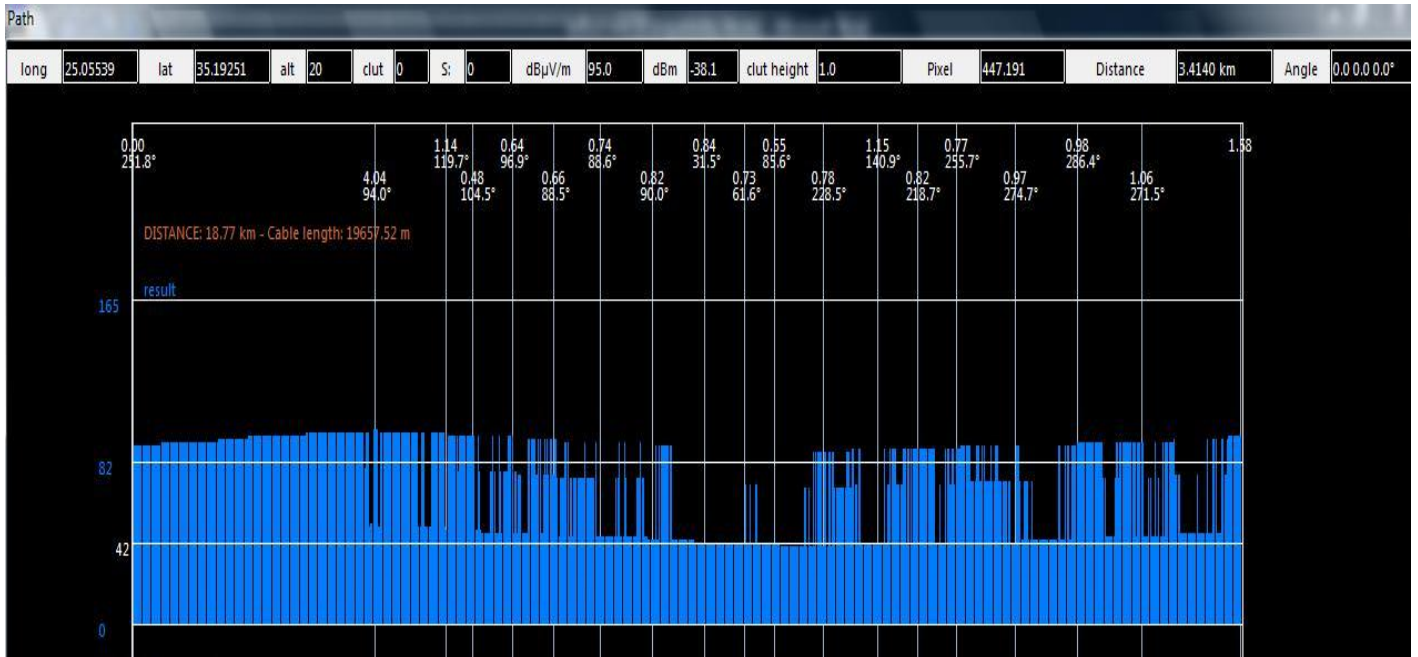 Path
long 25.05539 lat 35.19251 alt 20 clut 0 S: 0 dBµV/m 95.0 dBm -38.1 clut height 1.0 Pixel 447.191 Distance 3.4140 km Angle 0.0 0.0 0.0°
0.00 1.14 0.64 0.74 0.84 0.55 1.15 0.77 0.98 1.58
251.8° 119.7° 96.9° 88.6° 31.5° 85.6° 140.9° 255.7° 286.4°
4.04 0.48 0.66 0.82 0.73 0.78 0.82 0.97 1.06
94.0° 104.5° 88.5° 90.0° 61.6° 228.5° 218.7° 274.7° 271.5°
DISTANCE: 18.77 km - Cable length: 19657.52 m
result
165
82
42
0